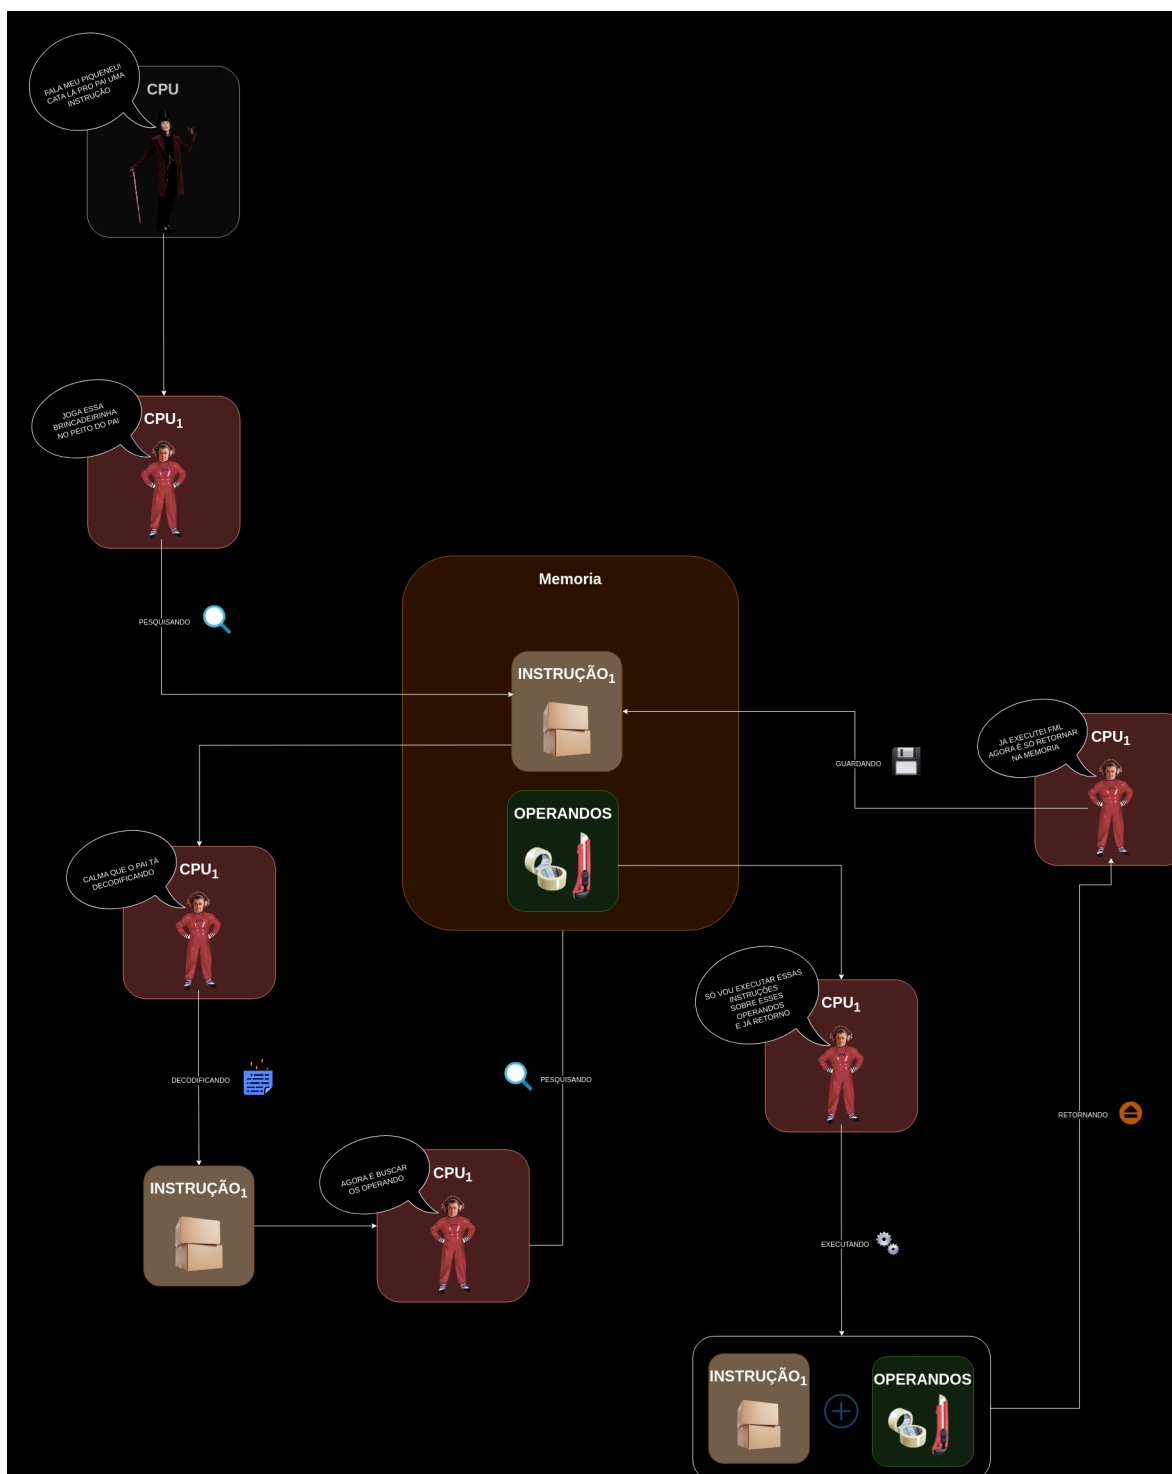 FALA MEU PIQUENEU!
CATA LÁ PRO PAI UMA
INSTRUÇÃO
CPU
JOGA ESSA
BRINCADEIRINHA
NO PEITO DO PAI
CPU1
PESQUISANDO
Memoria
INSTRUÇÃO1
OPERANDOS
JÁ EXECUTEI FML
AGORA É SÓ RETORNAR
NA MEMORIA
CPU1
GUARDANDO
CALMA QUE O PAI TÁ
DECODIFICANDO
CPU1
DECODIFICANDO
INSTRUÇÃO1
AGORA É BUSCAR
OS OPERANDO
CPU1
PESQUISANDO
SÓ VOU EXECUTAR ESSAS
INSTRUÇÕES
SOBRE ESSES
OPERANDOS
E JÁ RETORNO
CPU1
EXECUTANDO
RETORNANDO
INSTRUÇÃO1
OPERANDOS